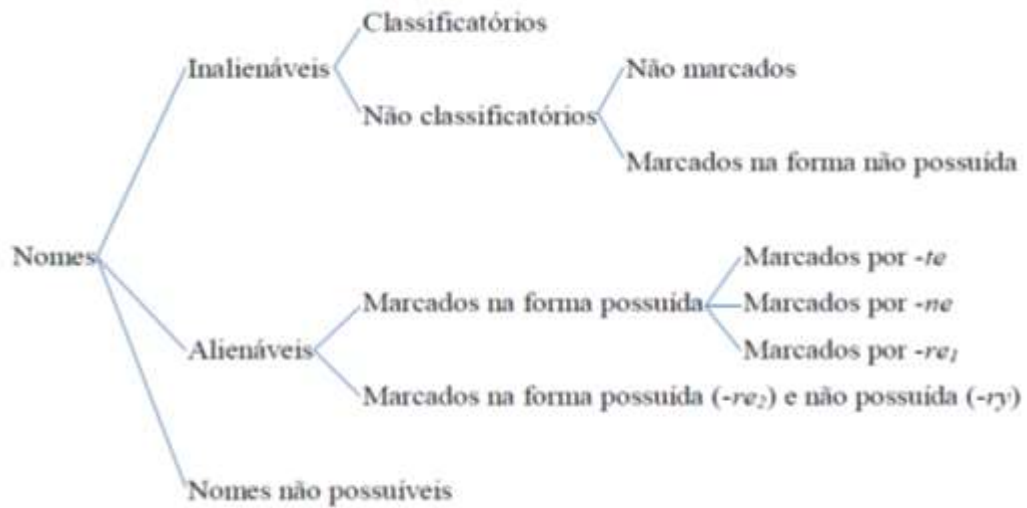 Classificatórios
Inalienáveis
Não marcados
Não classificatórios
Marcados na forma não possuída
Nomes
Marcados por -te
Marcados na forma possuída
Marcados por -ne
Alienáveis
Marcados por -re₁
Marcados na forma possuída (-re₂) e não possuída (-ry)
Nomes não possuíveis